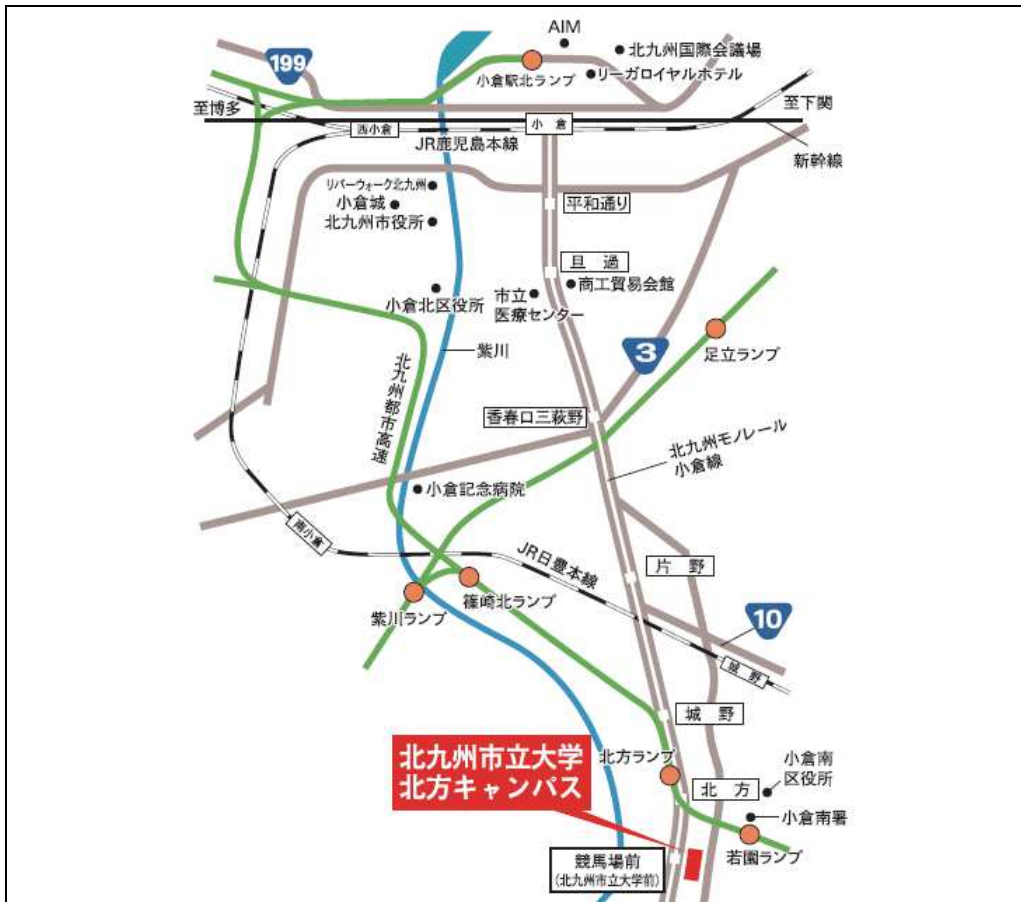 AIM
199
北九州国際会議場
小倉駅北ランプ
リーガロイヤルホテル
至博多
至下関
西小倉
小倉
JR鹿児島本線
新幹線
リバーウォーク北九州
小倉城
北九州市役所
平和通り
旦過
商工貿易会館
小倉北区役所
市立
医療センター
紫川
3
足立ランプ
北九州都市高速
香春口三萩野
北九州モノレール
小倉線
小倉記念病院
南小倉
JR日豊本線
片野
篠崎北ランプ
紫川ランプ
10
城野
城野
北九州市立大学
北方キャンパス
北方ランプ
小倉南
区役所
北方
小倉南署
若園ランプ
競馬場前
(北九州市立大学前)